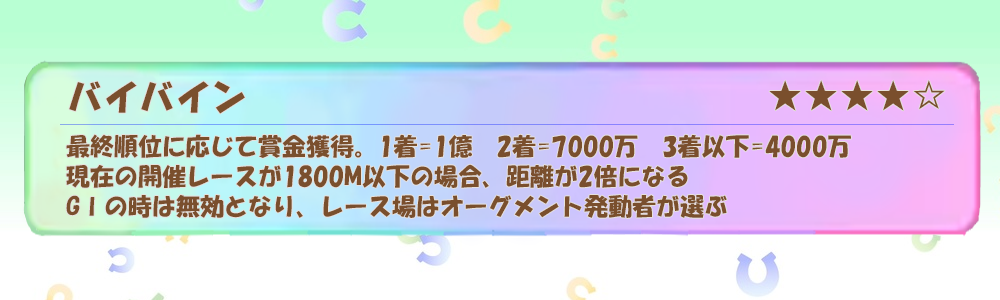 バイバイン ★★★★☆
最終順位に応じて賞金獲得。1着=1億 2着=7000万 3着以下=4000万
現在の開催レースが1800M以下の場合、距離が2倍になる
GⅠの時は無効となり、レース場はオーグメント発動者が選ぶ